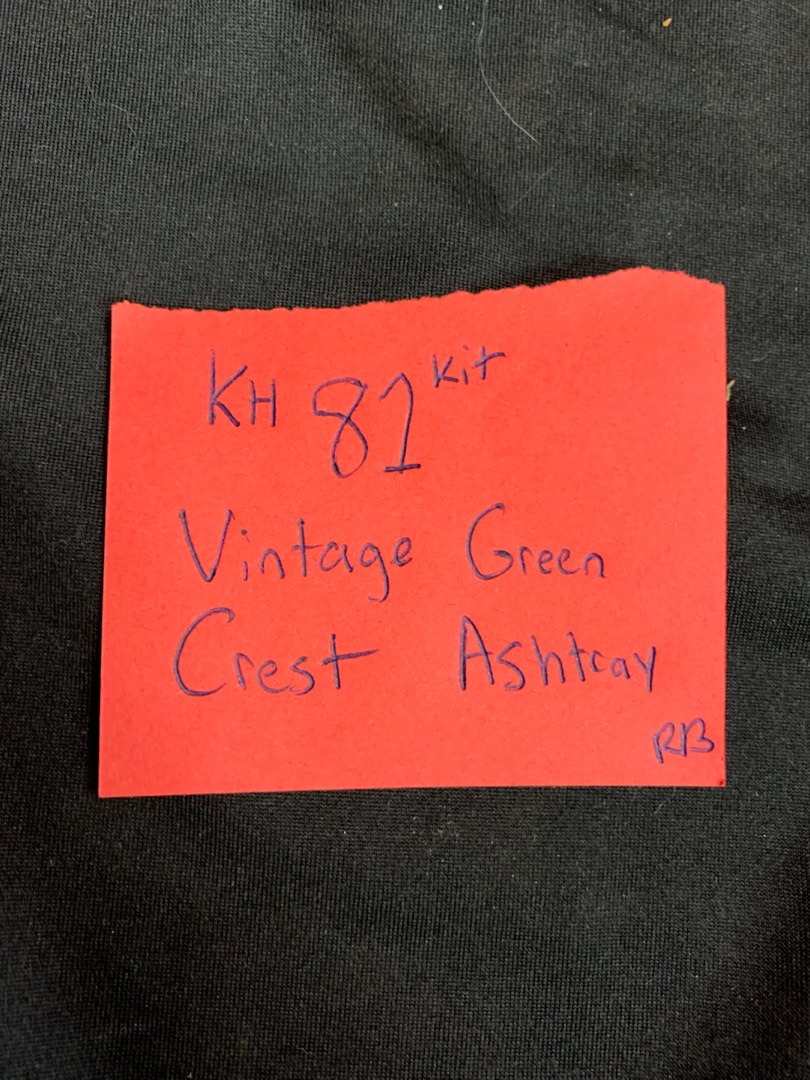 KH 81 Kit
Vintage Green
Crest Ashtray
RB